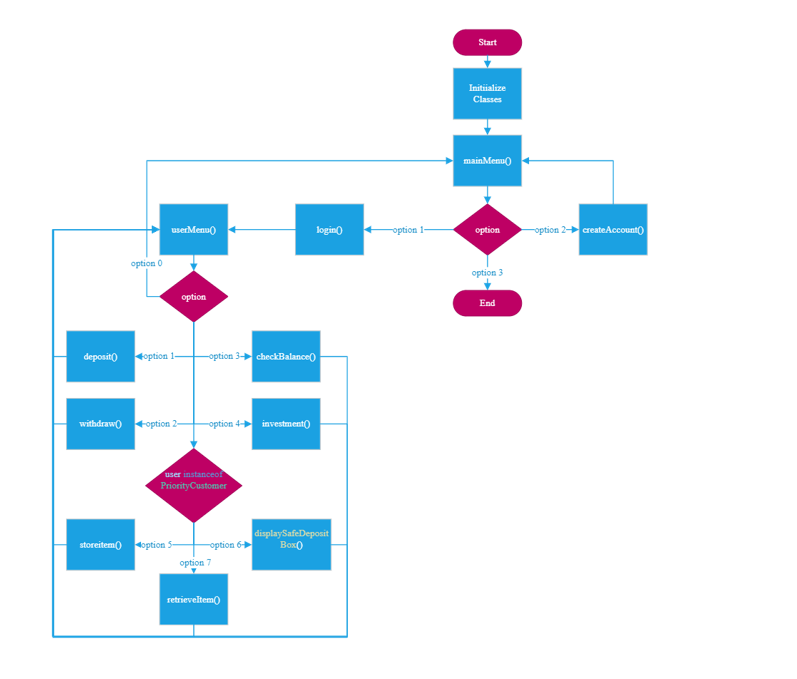 Start
Initiialize
Classes
mainMenu()
userMenu()
login()
option 1
option
option 2
createAccount()
option 0
option 3
option
End
deposit()
option 1
option 3
checkBalance()
withdraw()
option 2
option 4
investment()
user instanceof
PriorityCustomer
storeitem()
option 5
option 6
displaySafeDeposit
Box()
option 7
retrieveItem()